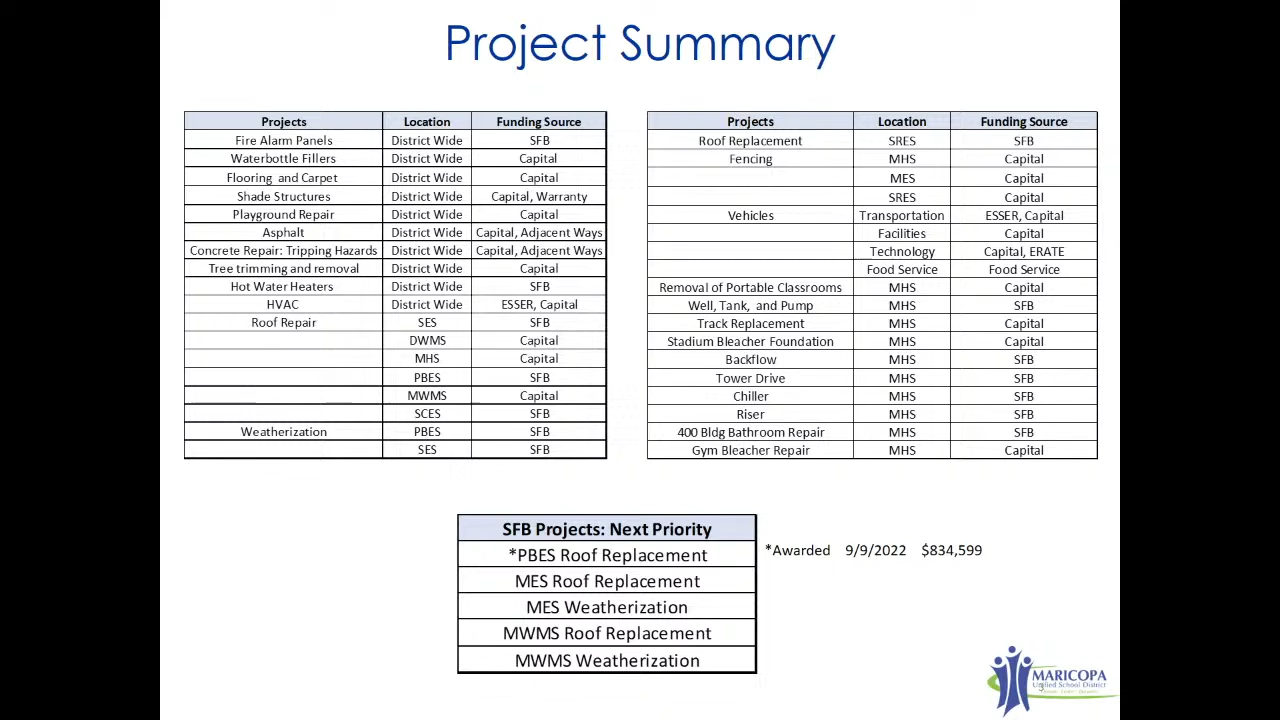 Project Summary
Projects Location Funding Source
Fire Alarm Panels District Wide SFB
Waterbottle Fillers District Wide Capital
Flooring and Carpet District Wide Capital
Shade Structures District Wide Capital, Warranty
Playground Repair District Wide Capital
Asphalt District Wide Capital, Adjacent Ways
Concrete Repair: Tripping Hazards District Wide Capital, Adjacent Ways
Tree trimming and removal District Wide Capital
Hot Water Heaters District Wide SFB
HVAC District Wide ESSER, Capital
Roof Repair SES SFB
DWMS Capital
MHS Capital
PBES SFB
MWMS Capital
SCES SFB
Weatherization PBES SFB
SES SFB
Projects Location Funding Source
Roof Replacement SRES SFB
Fencing MHS Capital
MES Capital
SRES Capital
Vehicles Transportation ESSER, Capital
Facilities Capital
Technology Capital, ERATE
Food Service Food Service
Removal of Portable Classrooms MHS Capital
Well, Tank, and Pump MHS SFB
Track Replacement MHS Capital
Stadium Bleacher Foundation MHS Capital
Backflow MHS SFB
Tower Drive MHS SFB
Chiller MHS SFB
Riser MHS SFB
400 Bldg Bathroom Repair MHS SFB
Gym Bleacher Repair MHS Capital
SFB Projects: Next Priority
*PBES Roof Replacement
MES Roof Replacement
MES Weatherization
MWMS Roof Replacement
MWMS Weatherization
*Awarded 9/9/2022 $834,599
MARICOPA
Unified School District